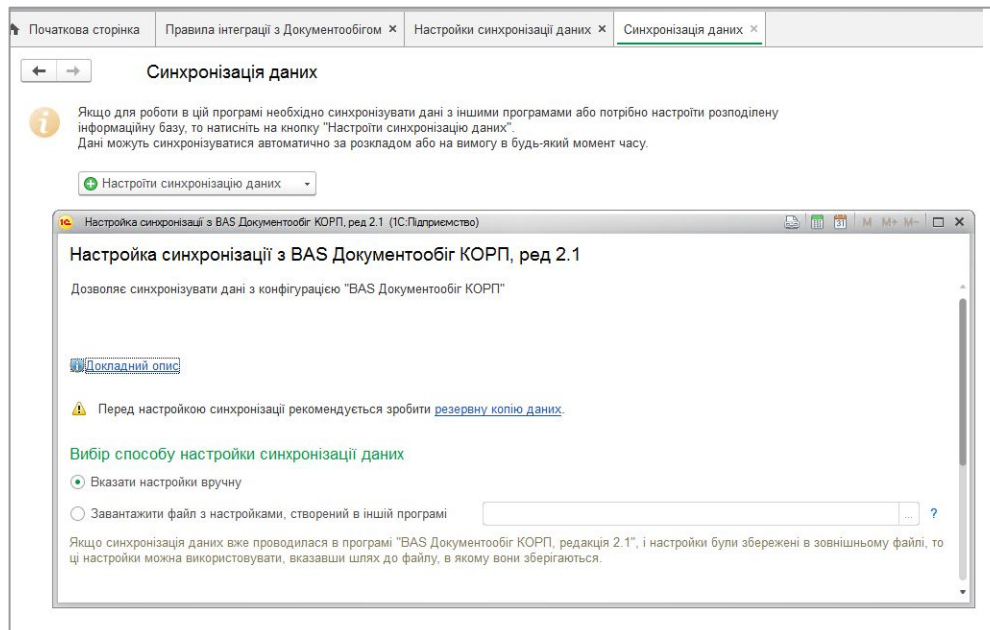 Початкова сторінка
Правила інтеграції з Документообігом ×
Настройки синхронізації даних ×
Синхронізація даних ×
Синхронізація даних
Якщо для роботи в цій програмі необхідно синхронізувати дані з іншими програмами або потрібно настроїти розподілену
інформаційну базу, то натисніть на кнопку "Настроїти синхронізацію даних".
Дані можуть синхронізуватися автоматично за розкладом або на вимогу в будь-який момент часу.
Настроїти синхронізацію даних
1С Настройка синхронізації з BAS Документообіг КОРП, ред 2.1 (1С:Підприємство) 31 M M+ M-
Настройка синхронізації з BAS Документообіг КОРП, ред 2.1
Дозволяє синхронізувати дані з конфігурацією "BAS Документообіг КОРП"
Докладний опис
Перед настройкою синхронізації рекомендується зробити резервну копію даних.
Вибір способу настройки синхронізації даних
Вказати настройки вручну
Завантажити файл з настройками, створений в іншій програмі ... ?
Якщо синхронізація даних вже проводилася в програмі "BAS Документообіг КОРП, редакція 2.1", і настройки були збережені в зовнішньому файлі, то
ці настройки можна використовувати, вказавши шлях до файлу, в якому вони зберігаються.